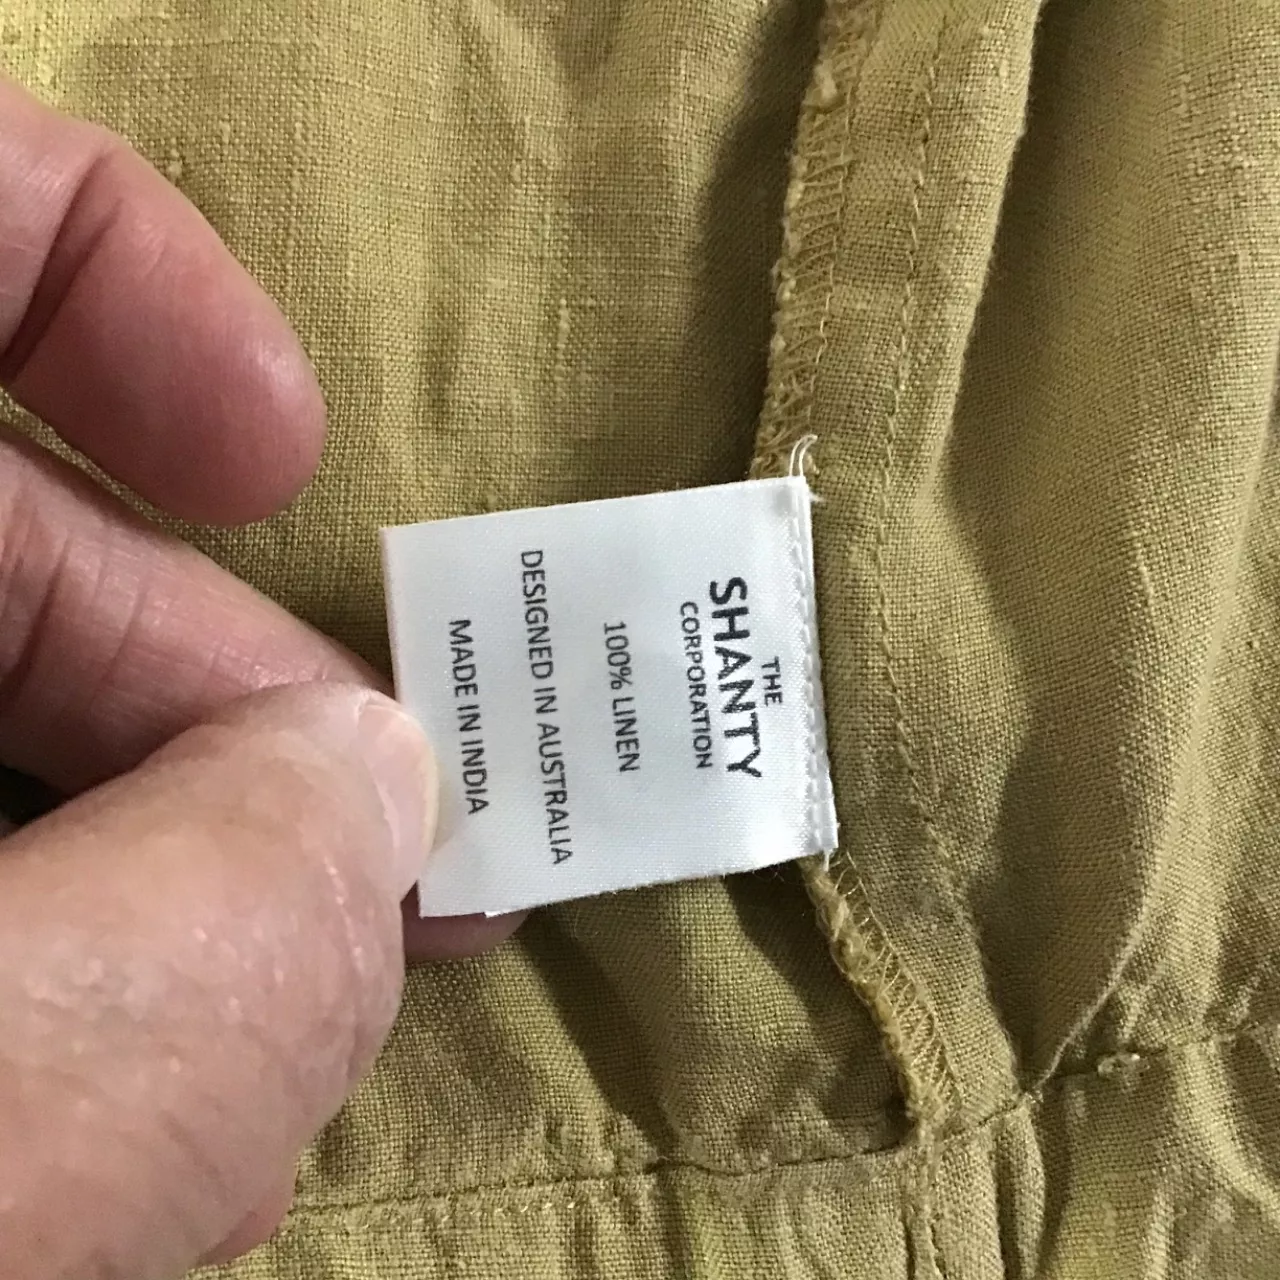 THE
SHANTY
CORPORATION
100% LINEN
DESIGNED IN AUSTRALIA
MADE IN INDIA